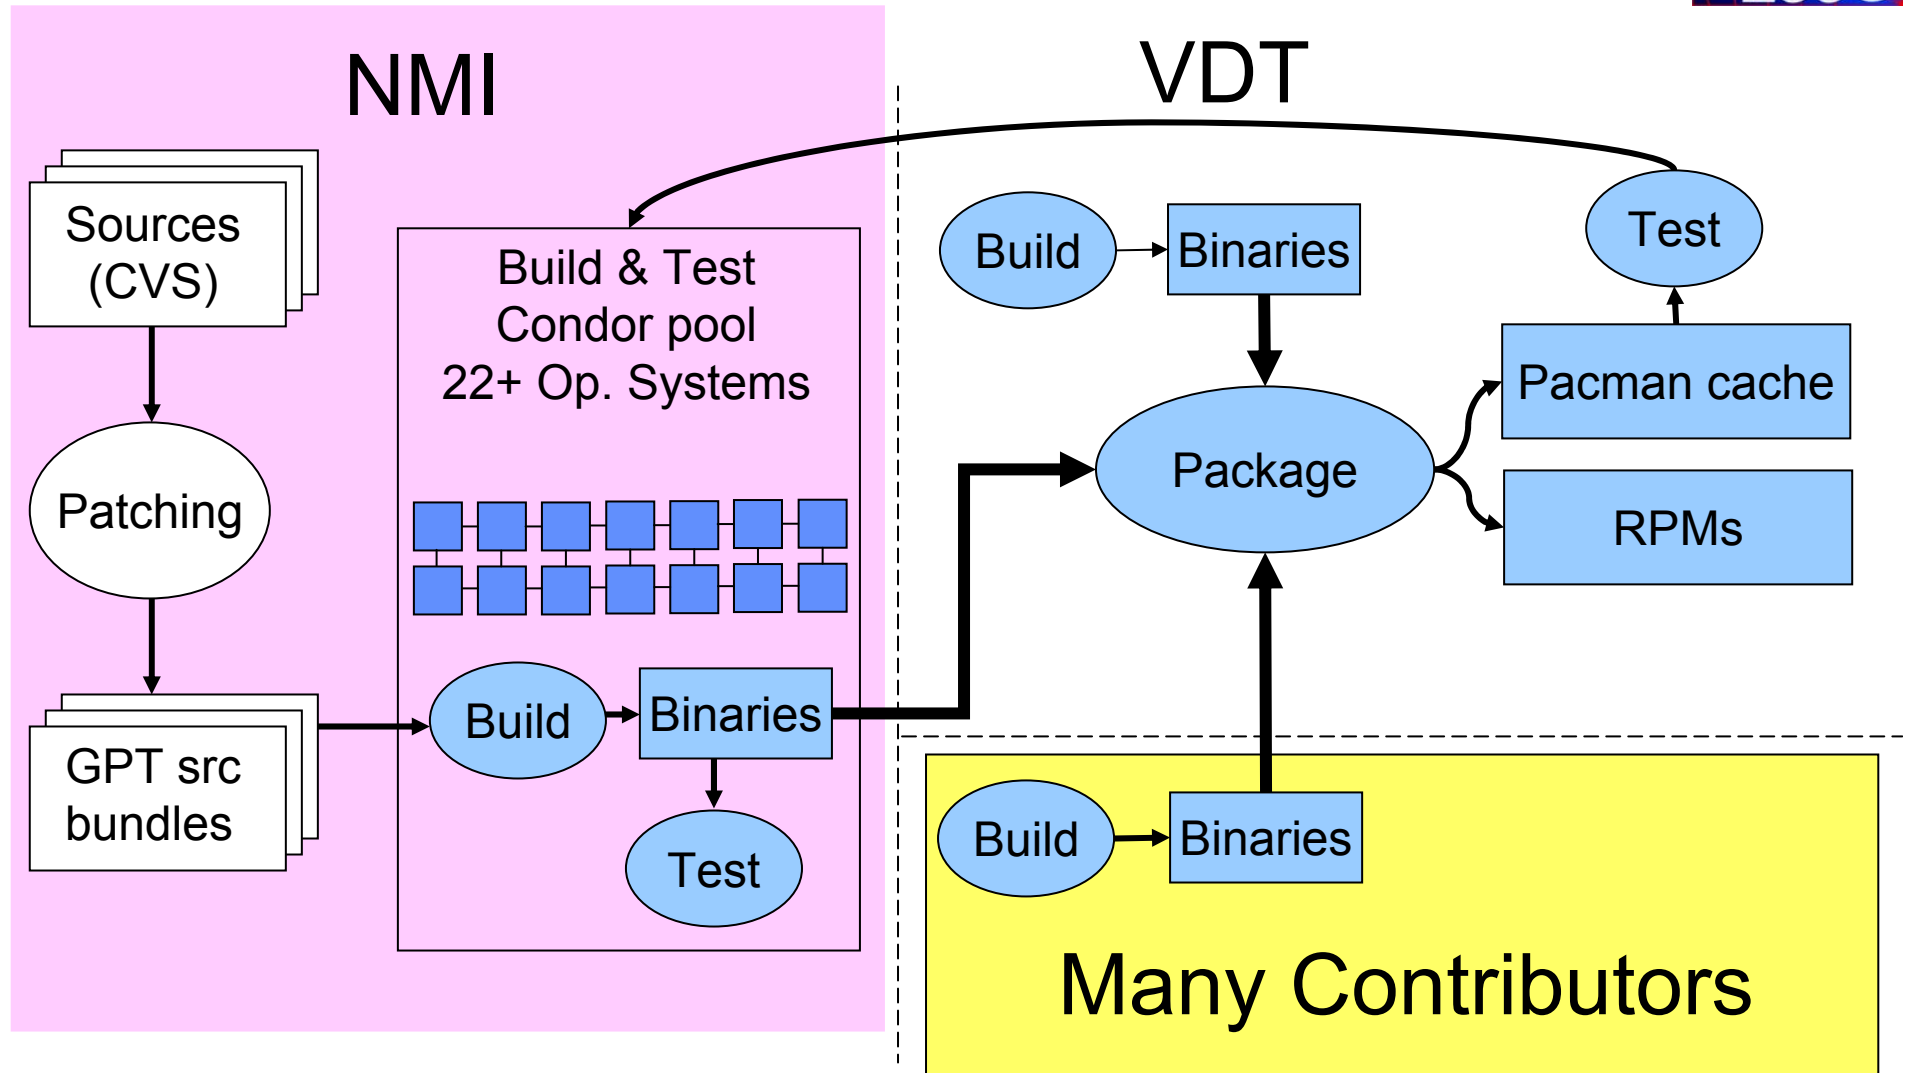 NMI
VDT
Sources
(CVS)
Patching
GPT src
bundles
Build & Test
Condor pool
22+ Op. Systems
Build
Binaries
Test
Build
Binaries
Package
Test
Pacman cache
RPMs
Build
Binaries
Many Contributors